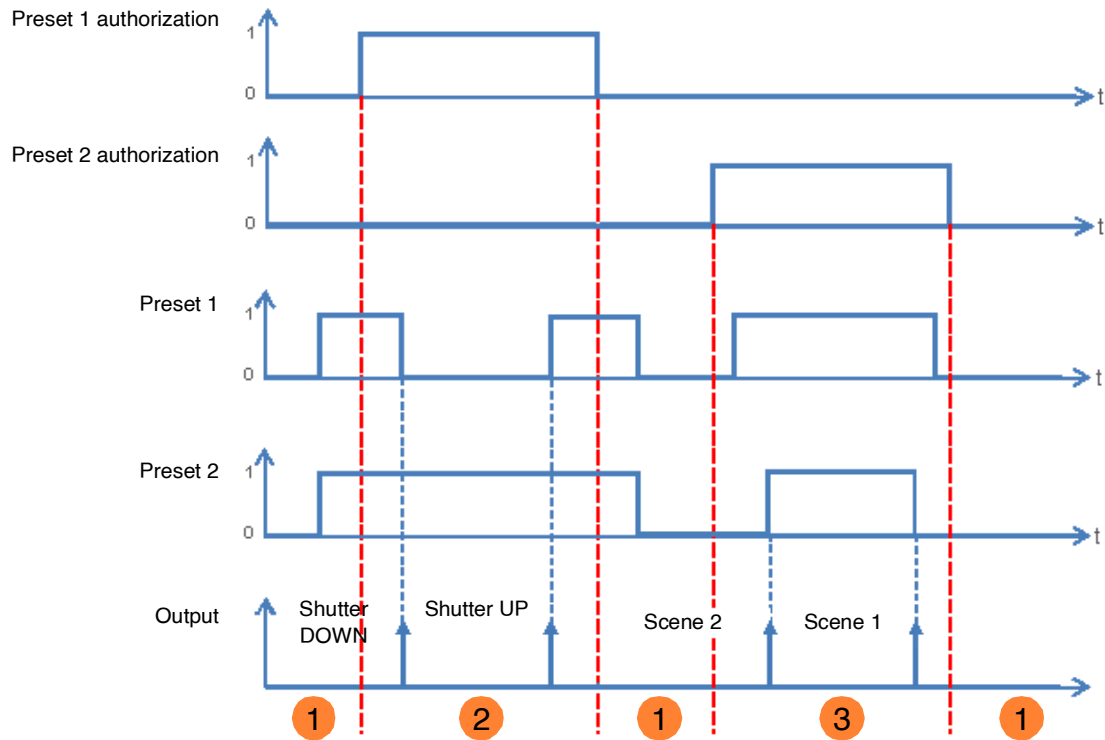 Preset 1 authorization
1
0
t
Preset 2 authorization
1
0
t
Preset 1
1
0
t
Preset 2
1
0
t
Output
Shutter
DOWN
Shutter UP
Scene 2
Scene 1
1
2
1
3
1